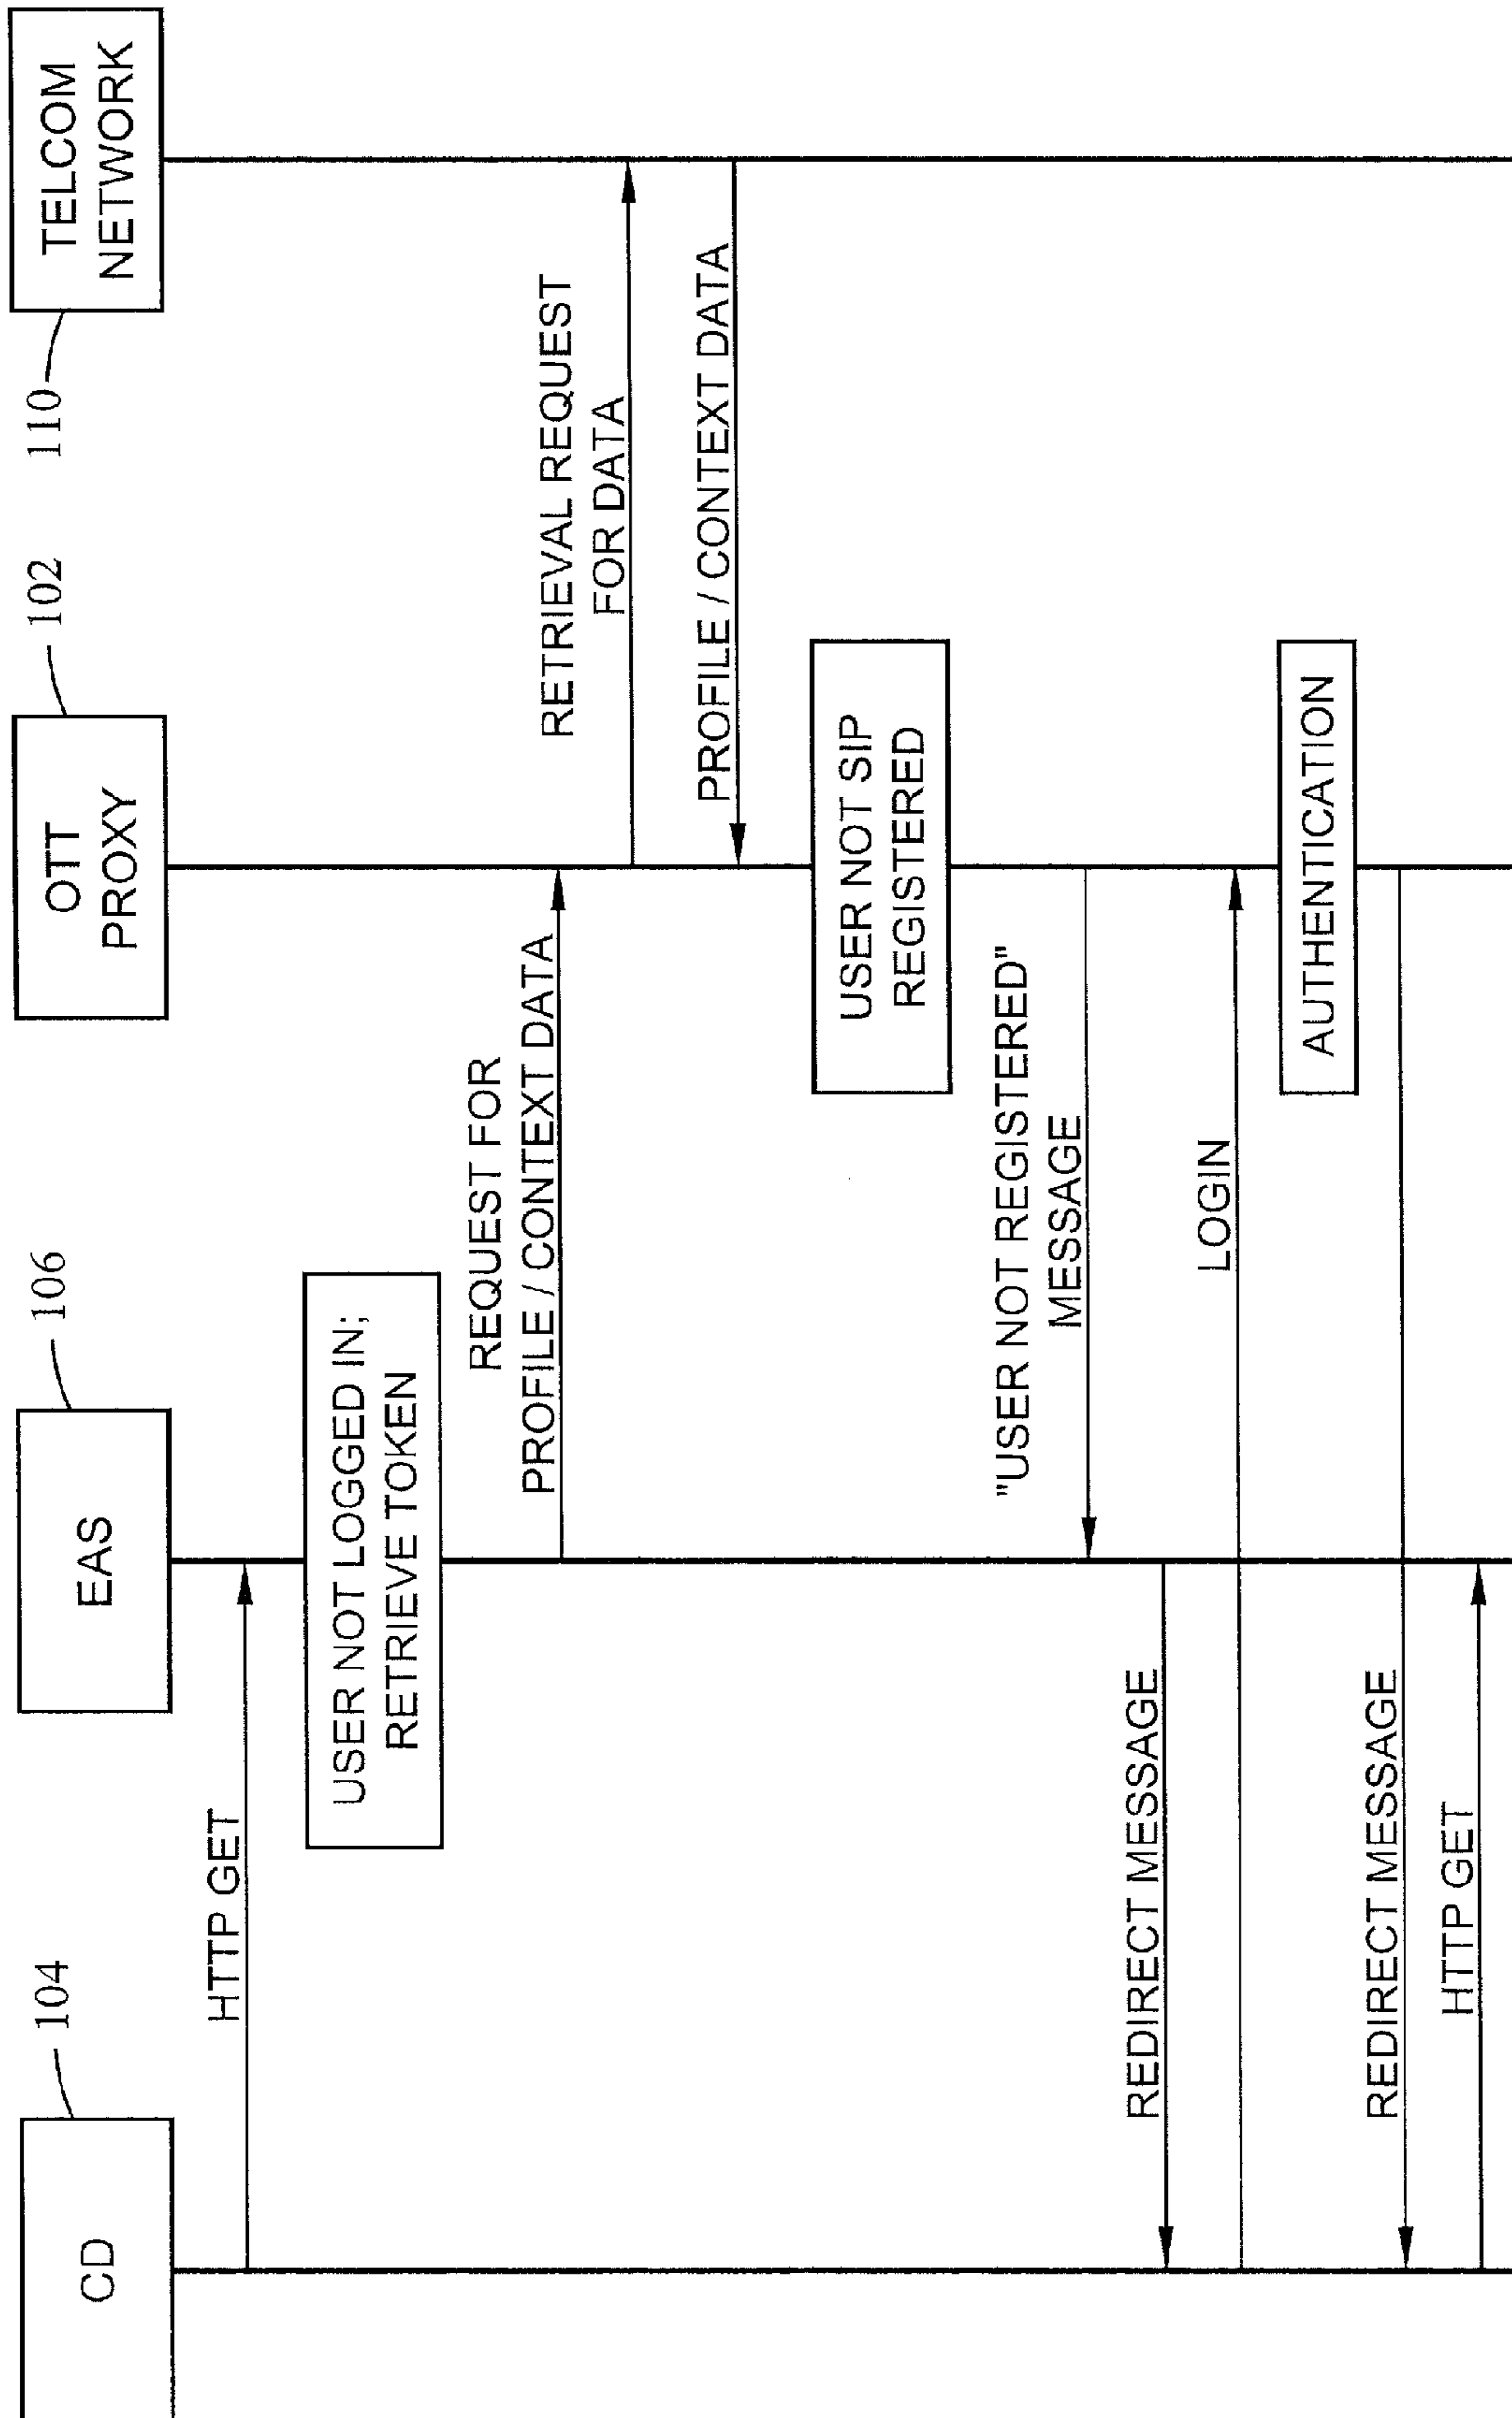 CD
104
EAS
106
OTT
PROXY
102
TELCOM
NETWORK
110
HTTP GET
USER NOT LOGGED IN;
RETRIEVE TOKEN
REQUEST FOR
PROFILE / CONTEXT DATA
RETRIEVAL REQUEST
FOR DATA
PROFILE / CONTEXT DATA
USER NOT SIP
REGISTERED
"USER NOT REGISTERED"
MESSAGE
REDIRECT MESSAGE
LOGIN
AUTHENTICATION
REDIRECT MESSAGE
HTTP GET